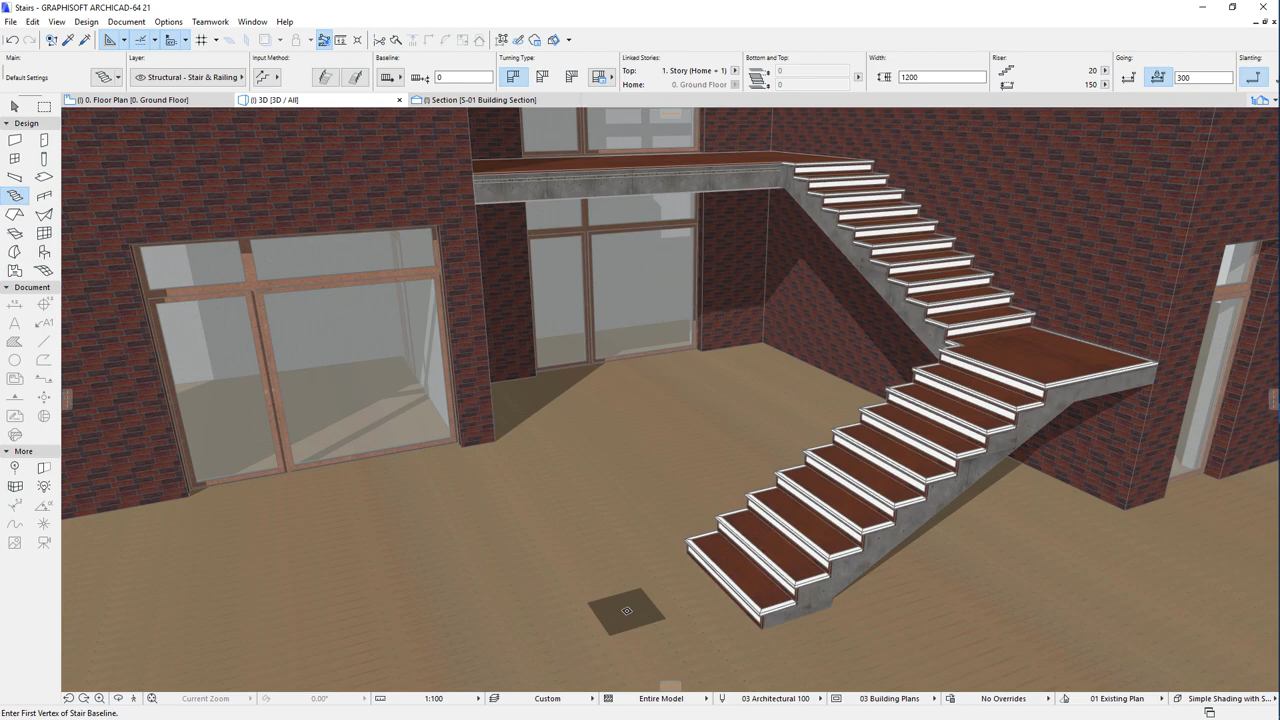 Stairs - GRAPHISOFT ARCHICAD-64 21
File Edit View Design Document Options Teamwork Window Help
Main: Layer: Input Method: Baseline: Turning Type: Linked Stories: Bottom and Top: Width: Riser: Going: Slanting:
Top: 1. Story (Home + 1) 0 20
Default Settings Structural - Stair & Railing 0 1200 300
Home: 0. Ground Floor 0 150
(!) 0. Floor Plan [0. Ground Floor] (!) 3D [3D / All] (!) Section [S-01 Building Section]
Design
Document
A
A1
More
Current Zoom 0.00° 1:100 Custom Entire Model 03 Architectural 100 03 Building Plans No Overrides 01 Existing Plan Simple Shading with S...
Enter First Vertex of Stair Baseline.